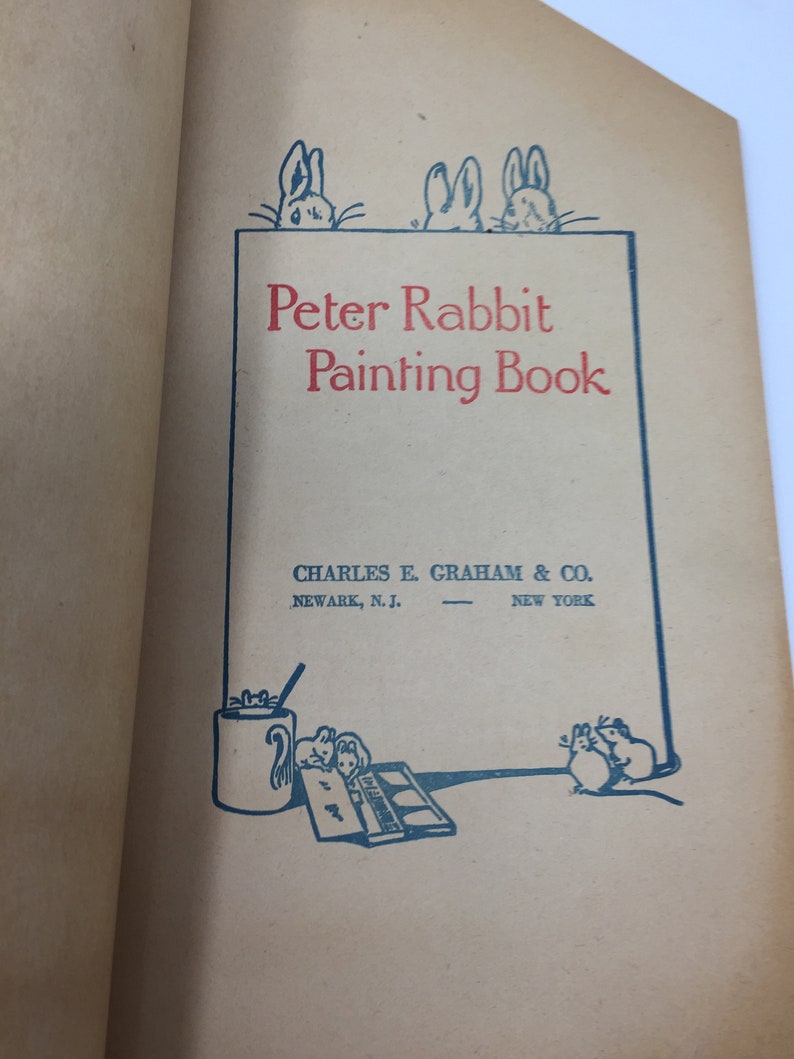 Peter Rabbit
Painting Book
CHARLES E. GRAHAM & CO.
NEWARK, N. J. — NEW YORK